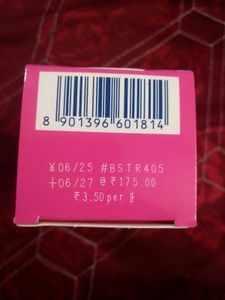 8 901396 601814
¥06/25 #BSTR405
+06/27 @ ₹175.00
₹3.50 per g